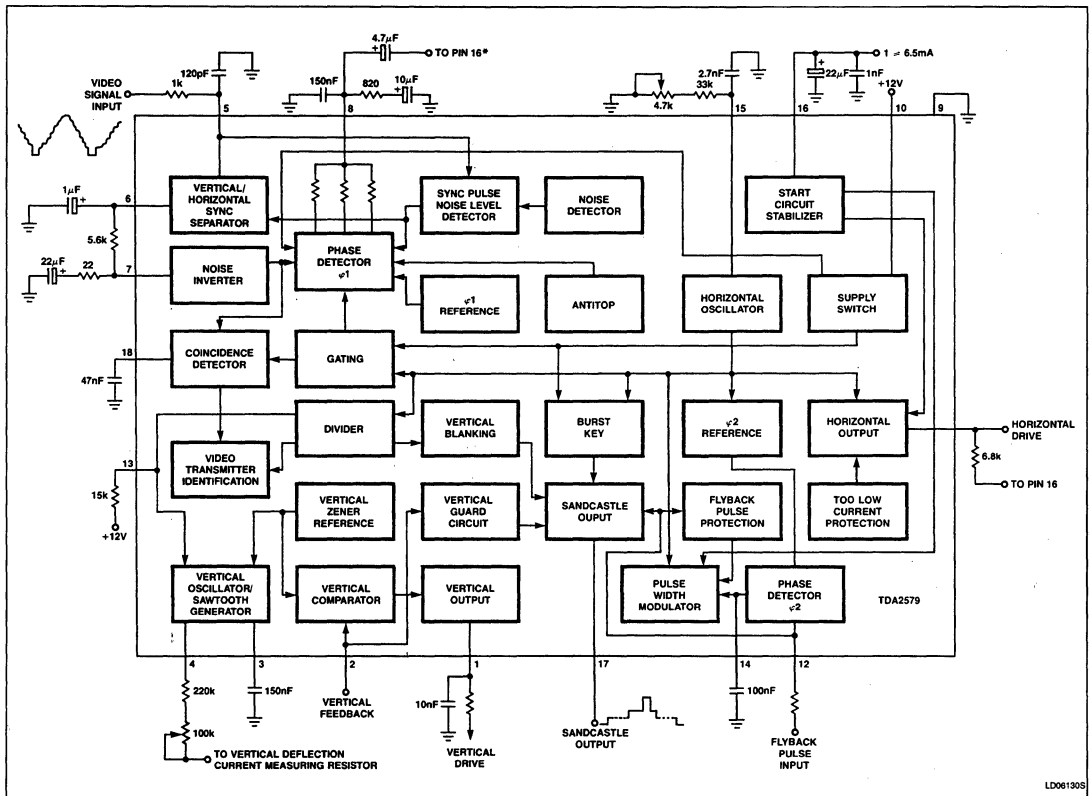 4.7μF
TO PIN 16*
120pF
VIDEO
SIGNAL
INPUT
1k
150nF
820
10μF
2.7nF
33k
4.7k
1 = 6.5mA
22μF
1nF
+12V
5
8
15
16
10
9
1μF
6
VERTICAL/
HORIZONTAL
SYNC
SEPARATOR
SYNC PULSE
NOISE LEVEL
DETECTOR
NOISE
DETECTOR
START
CIRCUIT
STABILIZER
5.6k
22μF
22
7
NOISE
INVERTER
PHASE
DETECTOR
φ1
φ1
REFERENCE
ANTITOP
HORIZONTAL
OSCILLATOR
SUPPLY
SWITCH
18
47nF
COINCIDENCE
DETECTOR
GATING
DIVIDER
VERTICAL
BLANKING
BURST
KEY
φ2
REFERENCE
HORIZONTAL
OUTPUT
HORIZONTAL
DRIVE
6.8k
TO PIN 16
13
15k
+12V
VIDEO
TRANSMITTER
IDENTIFICATION
VERTICAL
ZENER
REFERENCE
VERTICAL
GUARD
CIRCUIT
SANDCASTLE
OUPUT
FLYBACK
PULSE
PROTECTION
TOO LOW
CURRENT
PROTECTION
VERTICAL
OSCILLATOR/
SAWTOOTH
GENERATOR
VERTICAL
COMPARATOR
VERTICAL
OUTPUT
PULSE
WIDTH
MODULATOR
PHASE
DETECTOR
φ2
TDA2579
4
3
2
1
17
14
12
220k
150nF
100k
VERTICAL
FEEDBACK
10nF
VERTICAL
DRIVE
SANDCASTLE
OUTPUT
100nF
FLYBACK
PULSE
INPUT
TO VERTICAL DEFLECTION
CURRENT MEASURING RESISTOR
LD06130S